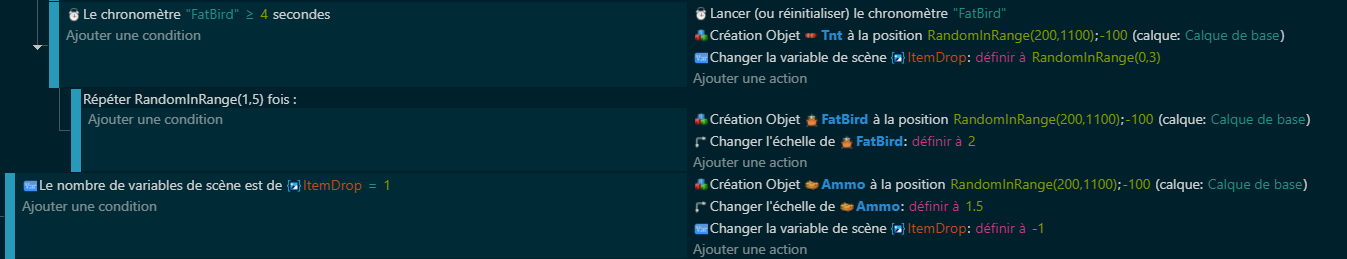 Le chronomètre "FatBird" ≥ 4 secondes
Ajouter une condition
Lancer (ou réinitialiser) le chronomètre "FatBird"
Création Objet Tnt à la position RandomInRange(200,1100);-100 (calque: Calque de base)
Changer la variable de scène ItemDrop: définir à RandomInRange(0,3)
Ajouter une action
Répéter RandomInRange(1,5) fois :
Ajouter une condition
Création Objet FatBird à la position RandomInRange(200,1100);-100 (calque: Calque de base)
Changer l'échelle de FatBird: définir à 2
Ajouter une action
Var Le nombre de variables de scène est de ItemDrop = 1
Ajouter une condition
Création Objet Ammo à la position RandomInRange(200,1100);-100 (calque: Calque de base)
Changer l'échelle de Ammo: définir à 1.5
Changer la variable de scène ItemDrop: définir à -1
Ajouter une action